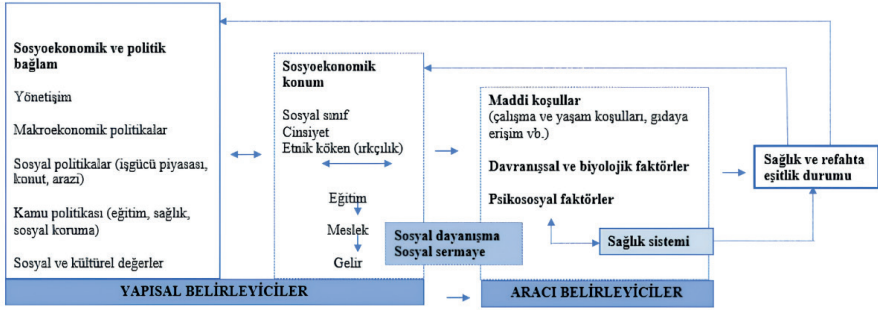 Sosyoekonomik ve politik
bağlam
Yönetişim
Makroekonomik politikalar
Sosyal politikalar (işgücü piyasası,
konut, arazi)
Kamu politikası (eğitim, sağlık,
sosyal koruma)
Sosyal ve kültürel değerler
YAPISAL BELİRLEYİCİLER
Sosyoekonomik
konum
Sosyal sınıf
Cinsiyet
Etnik köken (ırkçılık)
Eğitim
Meslek
Gelir
Sosyal dayanışma
Sosyal sermaye
Maddi koşullar
(çalışma ve yaşam koşulları, gıdaya
erişim vb.)
Davranışsal ve biyolojik faktörler
Psikososyal faktörler
Sağlık sistemi
ARACI BELİRLEYİCİLER
Sağlık ve refahta
eşitlik durumu